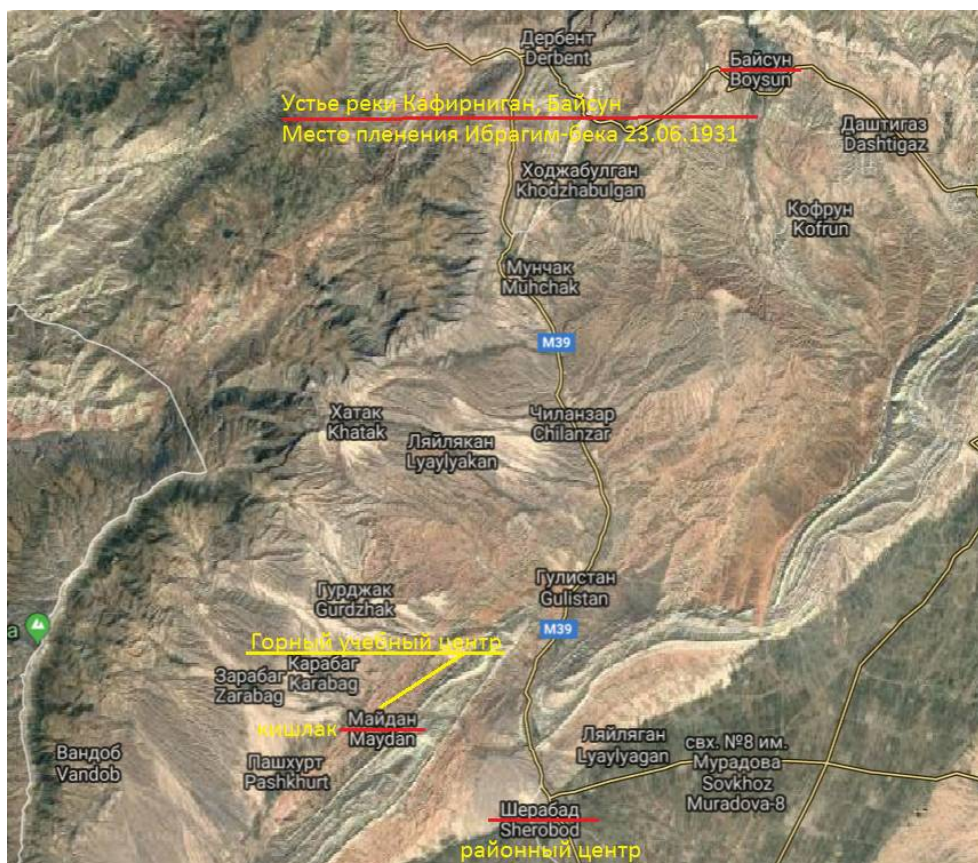 Дербент
Derbent
Байсун
Boysun
Устье реки Кафирниган, Байсун
Место пленения Ибрагим-бека 23.06.1931
Даштигаз
Dashtigaz
Ходжабулган
Khodzhabulgan
Кофрун
Kofrun
Мунчак
Muhchak
M39
Хатак
Khatak
Чиланзар
Chilanzar
Ляйлякан
Lyaylyakan
Гулистан
Gulistan
Гурджак
Gurdzhak
M39
а
Горный учебный центр
Карабаг
Karabag
Зарабаг
Zarabag
кишлак Майдан
Maydan
Вандоб
Vandob
Пашхурт
Pashkhurt
Ляйляган
Lyaylyagan
свх. №8 им.
Мурадова
Sovkhoz
Muradova-8
Шерабад
Sherobod
районный центр